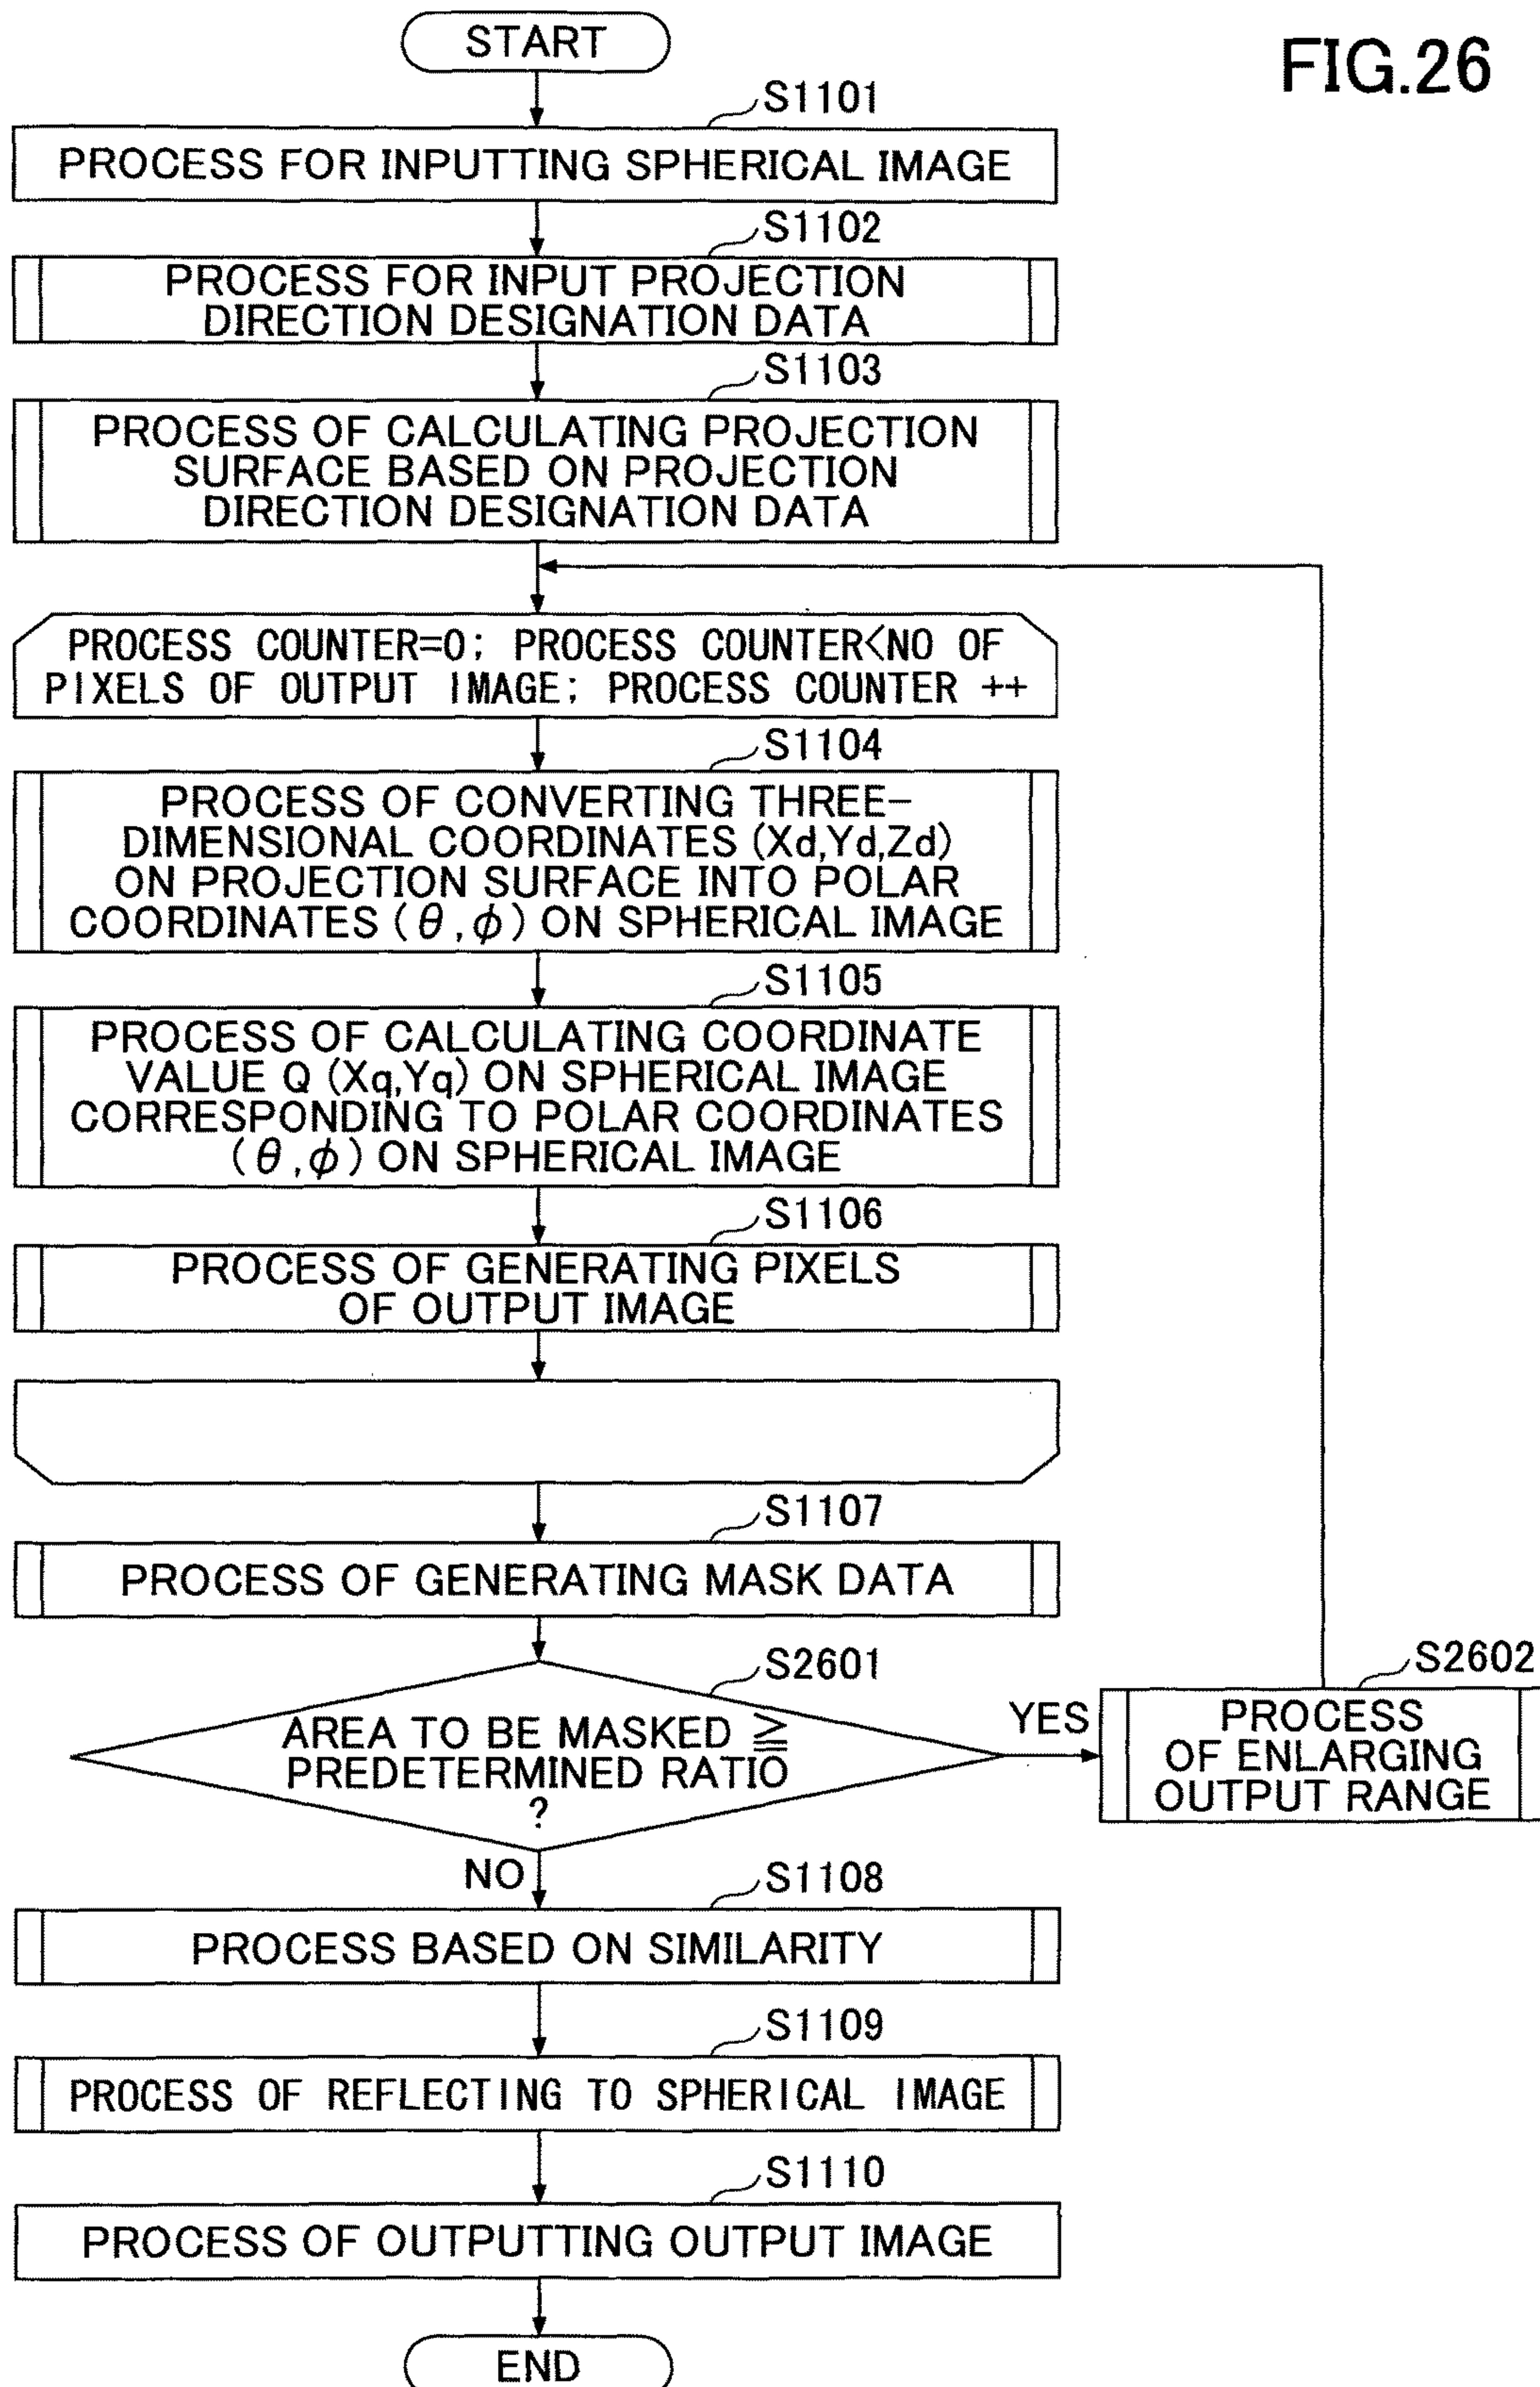 FIG.26
START
S1101
PROCESS FOR INPUTTING SPHERICAL IMAGE
S1102
PROCESS FOR INPUT PROJECTION
DIRECTION DESIGNATION DATA
S1103
PROCESS OF CALCULATING PROJECTION
SURFACE BASED ON PROJECTION
DIRECTION DESIGNATION DATA
PROCESS COUNTER=0; PROCESS COUNTER<NO OF
PIXELS OF OUTPUT IMAGE; PROCESS COUNTER ++
S1104
PROCESS OF CONVERTING THREE-
DIMENSIONAL COORDINATES (Xd,Yd,Zd)
ON PROJECTION SURFACE INTO POLAR
COORDINATES (θ,φ) ON SPHERICAL IMAGE
S1105
PROCESS OF CALCULATING COORDINATE
VALUE Q (Xq,Yq) ON SPHERICAL IMAGE
CORRESPONDING TO POLAR COORDINATES
(θ,φ) ON SPHERICAL IMAGE
S1106
PROCESS OF GENERATING PIXELS
OF OUTPUT IMAGE
S1107
PROCESS OF GENERATING MASK DATA
S2601
AREA TO BE MASKED ≧
PREDETERMINED RATIO
?
YES
S2602
PROCESS
OF ENLARGING
OUTPUT RANGE
NO
S1108
PROCESS BASED ON SIMILARITY
S1109
PROCESS OF REFLECTING TO SPHERICAL IMAGE
S1110
PROCESS OF OUTPUTTING OUTPUT IMAGE
END